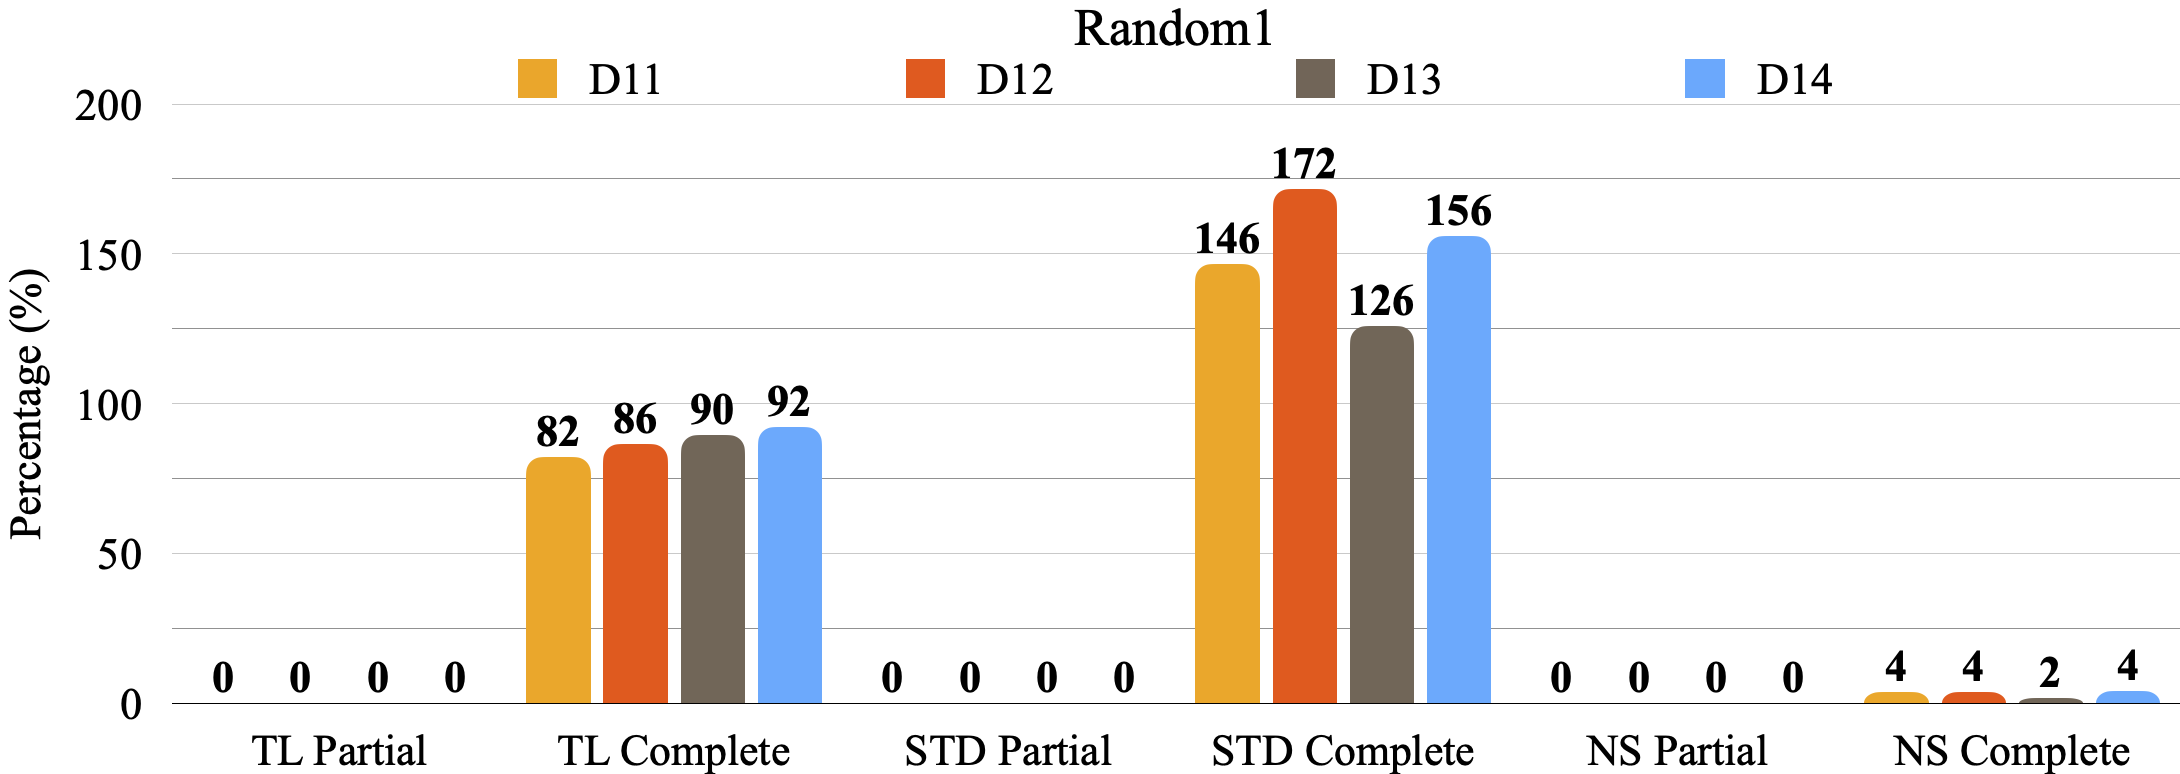 Random1
D11 D12 D13 D14
200
150
100
50
0
Percentage (%)
0 0 0 0
82 86 90 92
0 0 0 0
146 172 126 156
0 0 0 0
4 4 2 4
TL Partial TL Complete STD Partial STD Complete NS Partial NS Complete